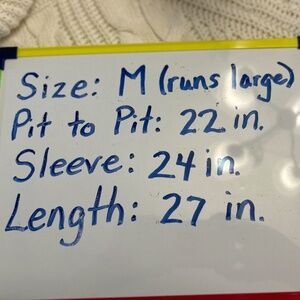 Size: M (runs large)
Pit to Pit: 22 in.
Sleeve: 24 in.
Length: 27 in.